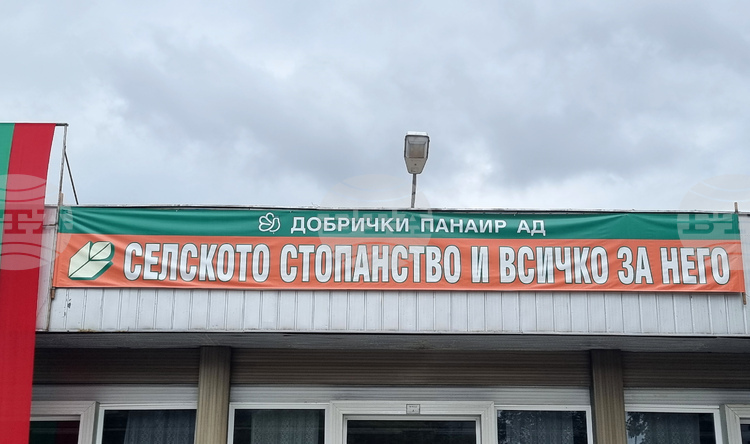 ДОБРИЧКИ ПАНАИР АД
СЕЛСКОТО СТОПАНСТВО И ВСИЧКО ЗА НЕГО